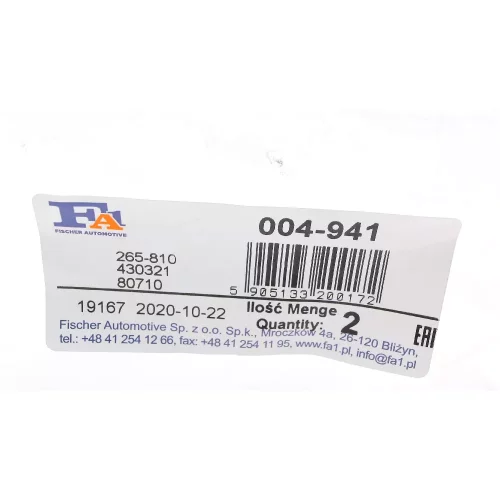 FA1
FISCHER AUTOMOTIVE
004-941
265-810
430321
80710
5 905133 200172
19167 2020-10-22
Ilość Menge
Quantity: 2
EAC
Fischer Automotive Sp. z o.o. Sp.k., Mroczków 4a, 26-120 Bliżyn,
tel.: +48 41 254 12 66, fax: +48 41 254 11 95, www.fa1.pl, info@fa1.pl